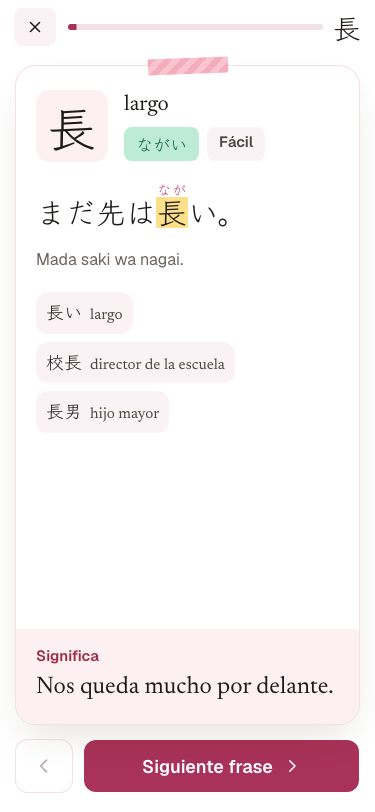 長
長
largo
ながい
Fácil
なが
まだ先は長い。
Mada saki wa nagai.
長い largo
校長 director de la escuela
長男 hijo mayor
Significa
Nos queda mucho por delante.
Siguiente frase